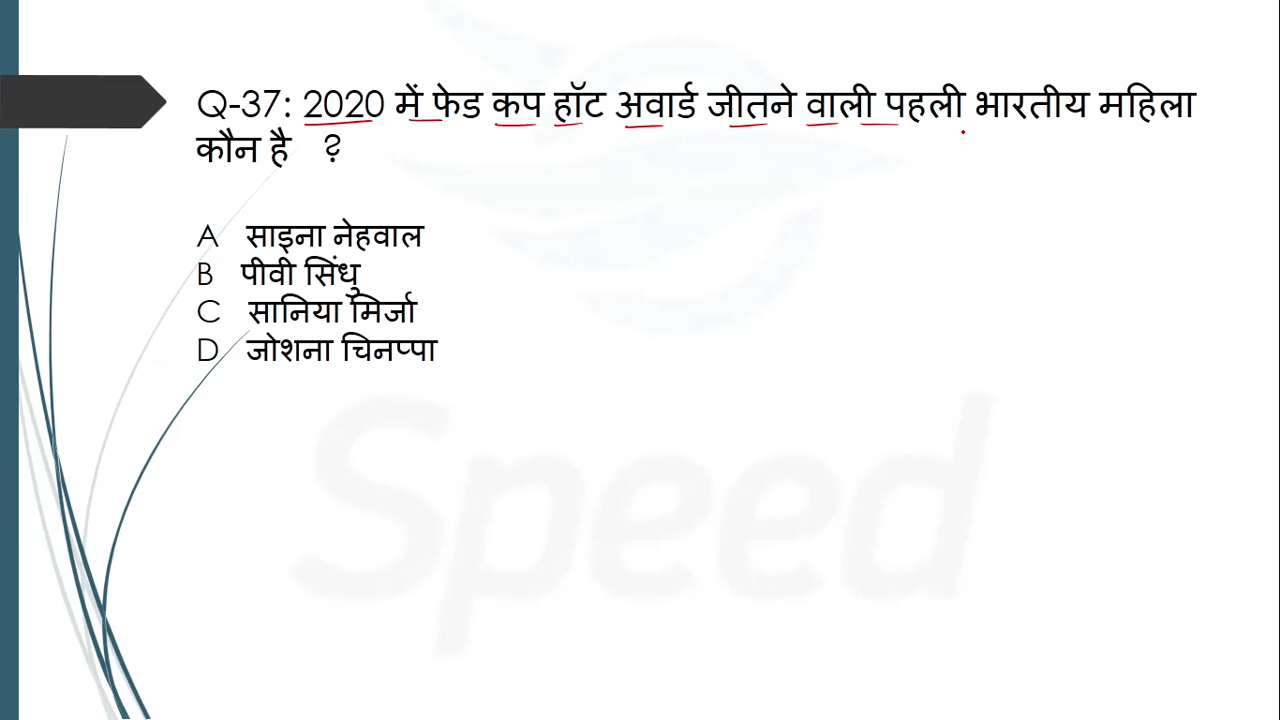 Q-37: 2020 में फेड कप हॉट अवार्ड जीतने वाली पहली भारतीय महिला
कौन है ?
A साइना नेहवाल
B पीवी सिंधु
C सानिया मिर्जा
D जोशना चिनप्पा
Speed